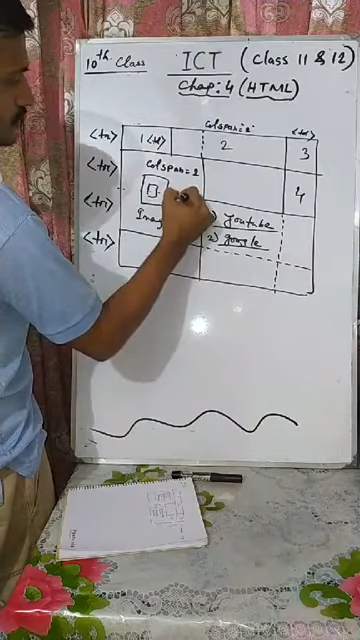 10th Class ICT (Class 11 & 12)
Chap: 4 (HTML)
<tr> 1 <td> colspan=2 2 <td> 3
<tr> colspan=2 4
<tr> 1) Youtube
<tr> 2) google